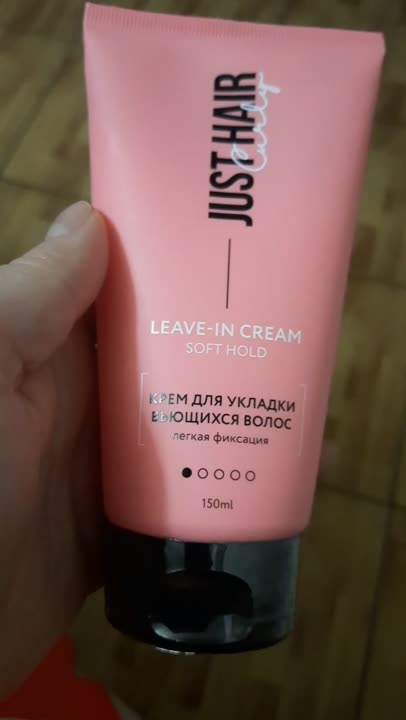 JUST HAIR
Curly
LEAVE-IN CREAM
SOFT HOLD
КРЕМ ДЛЯ УКЛАДКИ
ВЬЮЩИХСЯ ВОЛОС
легкая фиксация
150ml